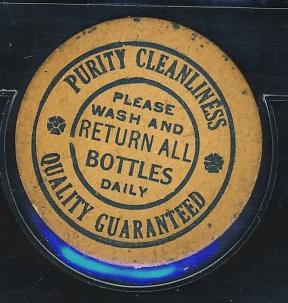 PURITY CLEANLINESS
PLEASE
WASH AND
RETURN ALL
BOTTLES
DAILY
QUALITY GUARANTEED